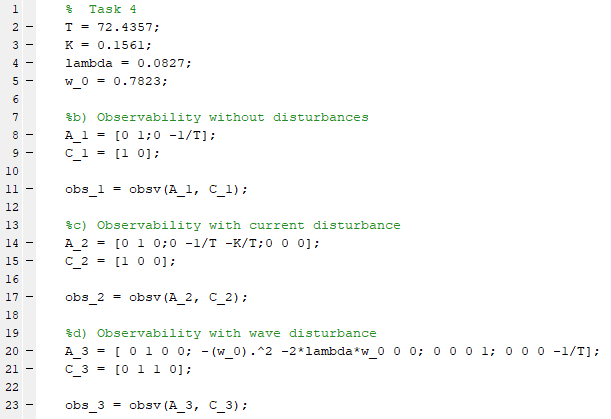 1 % Task 4
2 – T = 72.4357;
3 – K = 0.1561;
4 – lambda = 0.0827;
5 – w_0 = 0.7823;
6
7 %b) Observability without disturbances
8 – A_1 = [0 1;0 -1/T];
9 – C_1 = [1 0];
10
11 – obs_1 = obsv(A_1, C_1);
12
13 %c) Observability with current disturbance
14 – A_2 = [0 1 0;0 -1/T -K/T;0 0 0];
15 – C_2 = [1 0 0];
16
17 – obs_2 = obsv(A_2, C_2);
18
19 %d) Observability with wave disturbance
20 – A_3 = [ 0 1 0 0; -(w_0).^2 -2*lambda*w_0 0 0; 0 0 0 1; 0 0 0 -1/T];
21 – C_3 = [0 1 1 0];
22
23 – obs_3 = obsv(A_3, C_3);